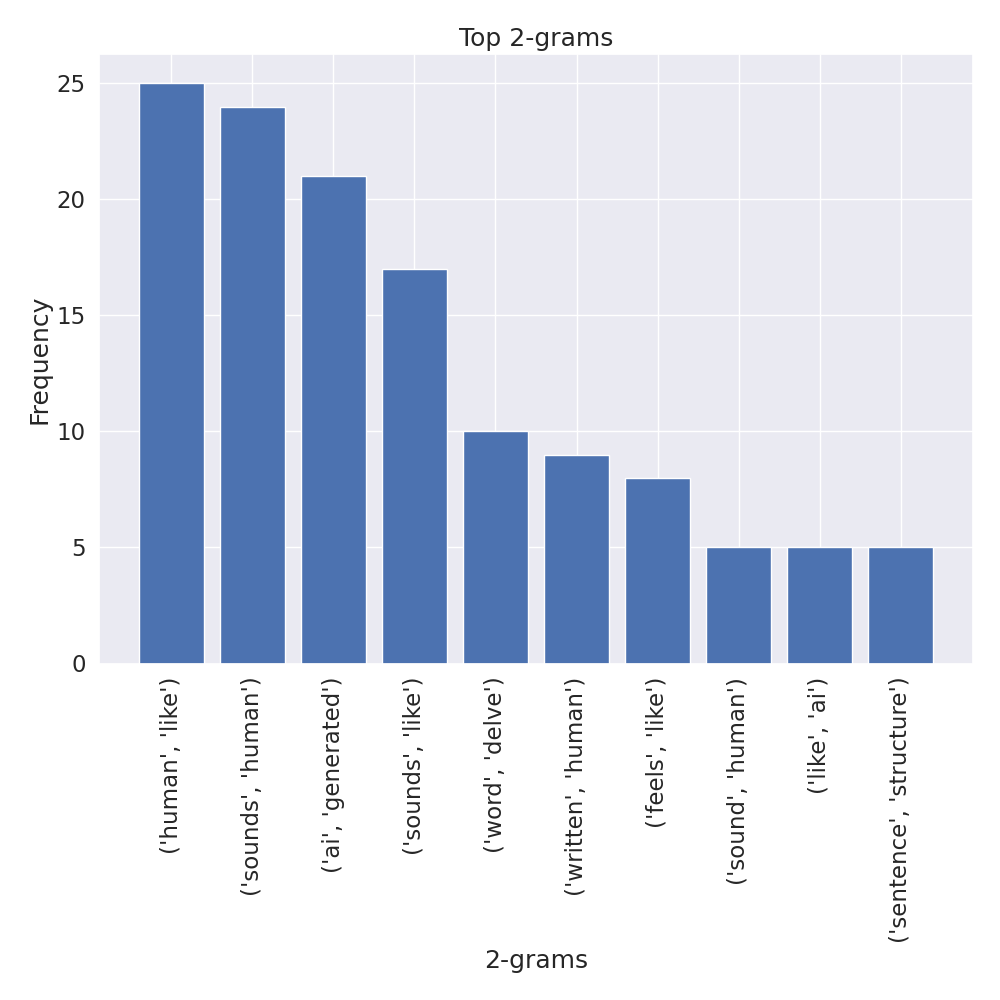 Top 2-grams
Frequency
25
20
15
10
5
0
('human', 'like')
('sounds', 'human')
('ai', 'generated')
('sounds', 'like')
('word', 'delve')
('written', 'human')
('feels', 'like')
('sound', 'human')
('like', 'ai')
('sentence', 'structure')
2-grams